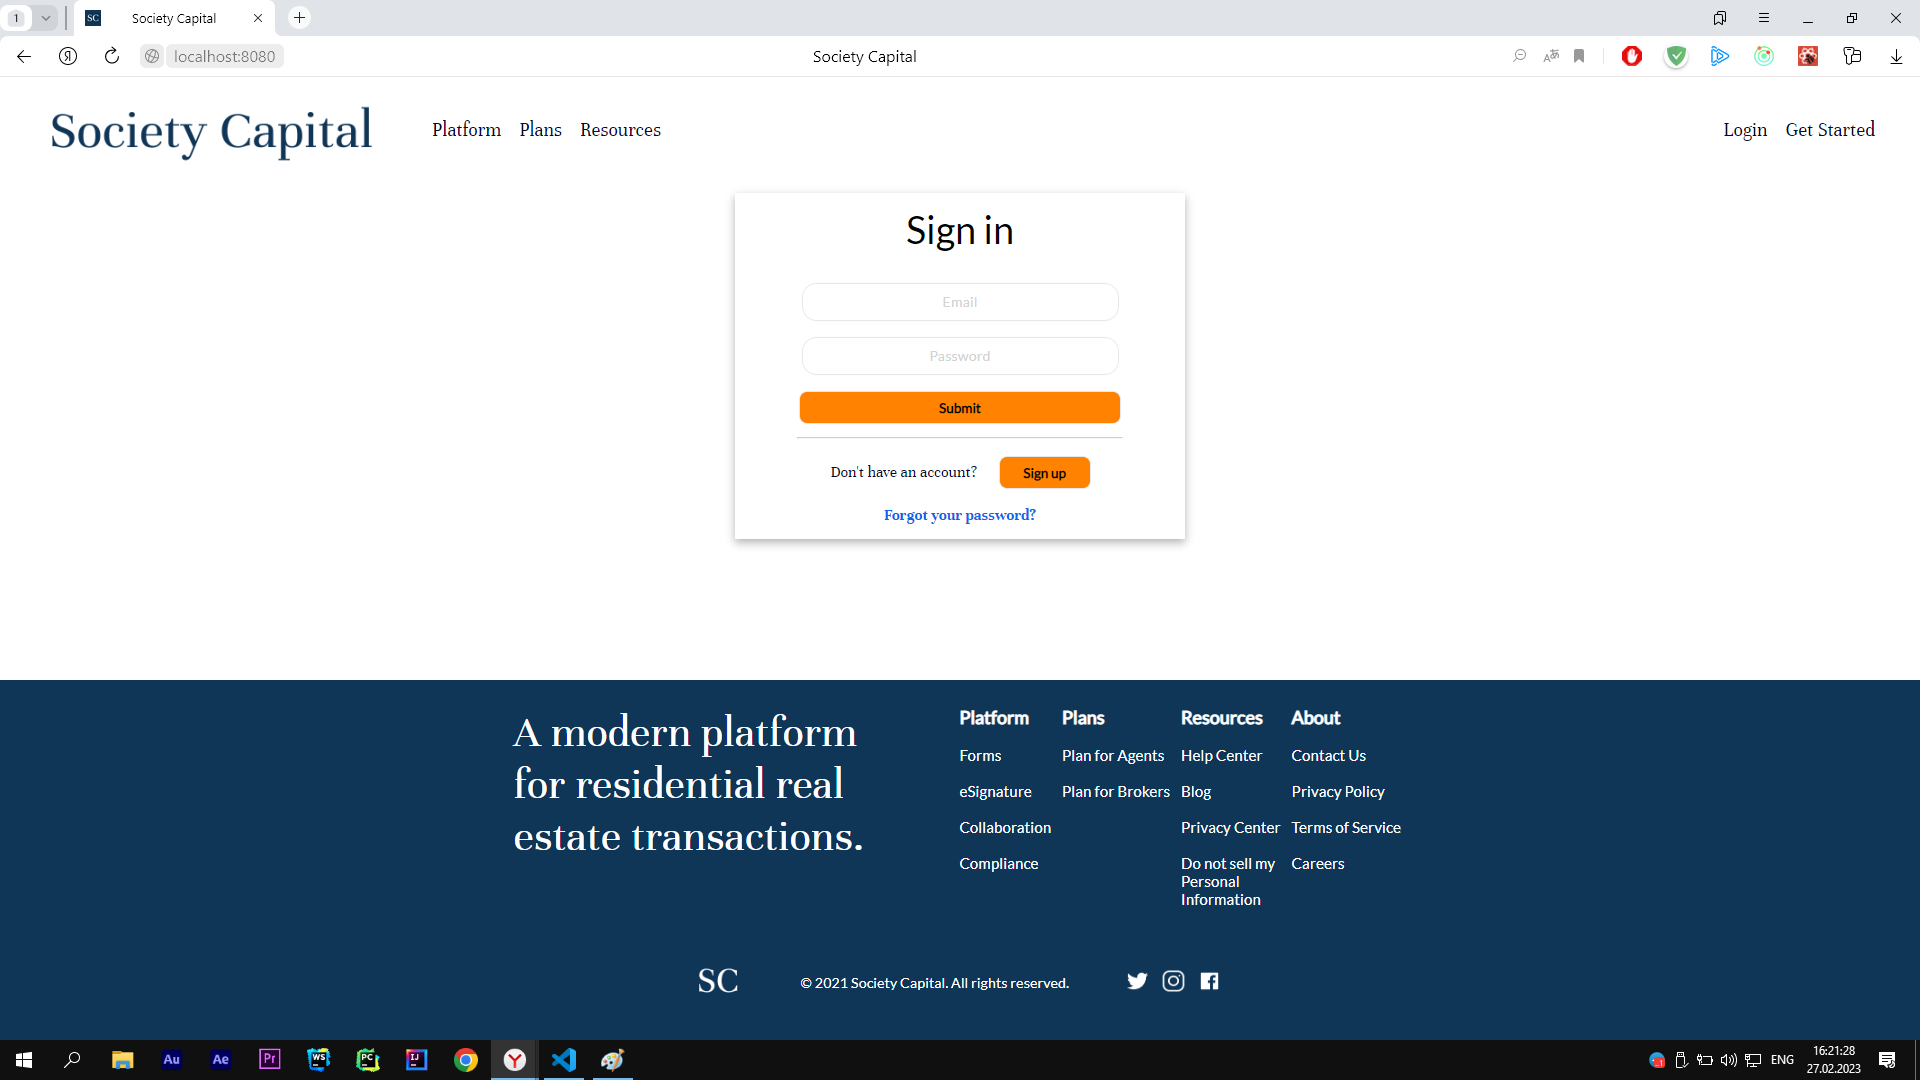 1
SC
Society Capital
localhost:8080
Society Capital
Society Capital
Platform
Plans
Resources
Login
Get Started
Sign in
Email
Password
Submit
Don't have an account?
Sign up
Forgot your password?
A modern platform
for residential real
estate transactions.
Platform
Forms
eSignature
Collaboration
Compliance
Plans
Plan for Agents
Plan for Brokers
Resources
Help Center
Blog
Privacy Center
Do not sell my
Personal
Information
About
Contact Us
Privacy Policy
Terms of Service
Careers
SC
© 2021 Society Capital. All rights reserved.
Au
Ae
Pr
WS
PC
IJ
Y
ENG
16:21:28
27.02.2023